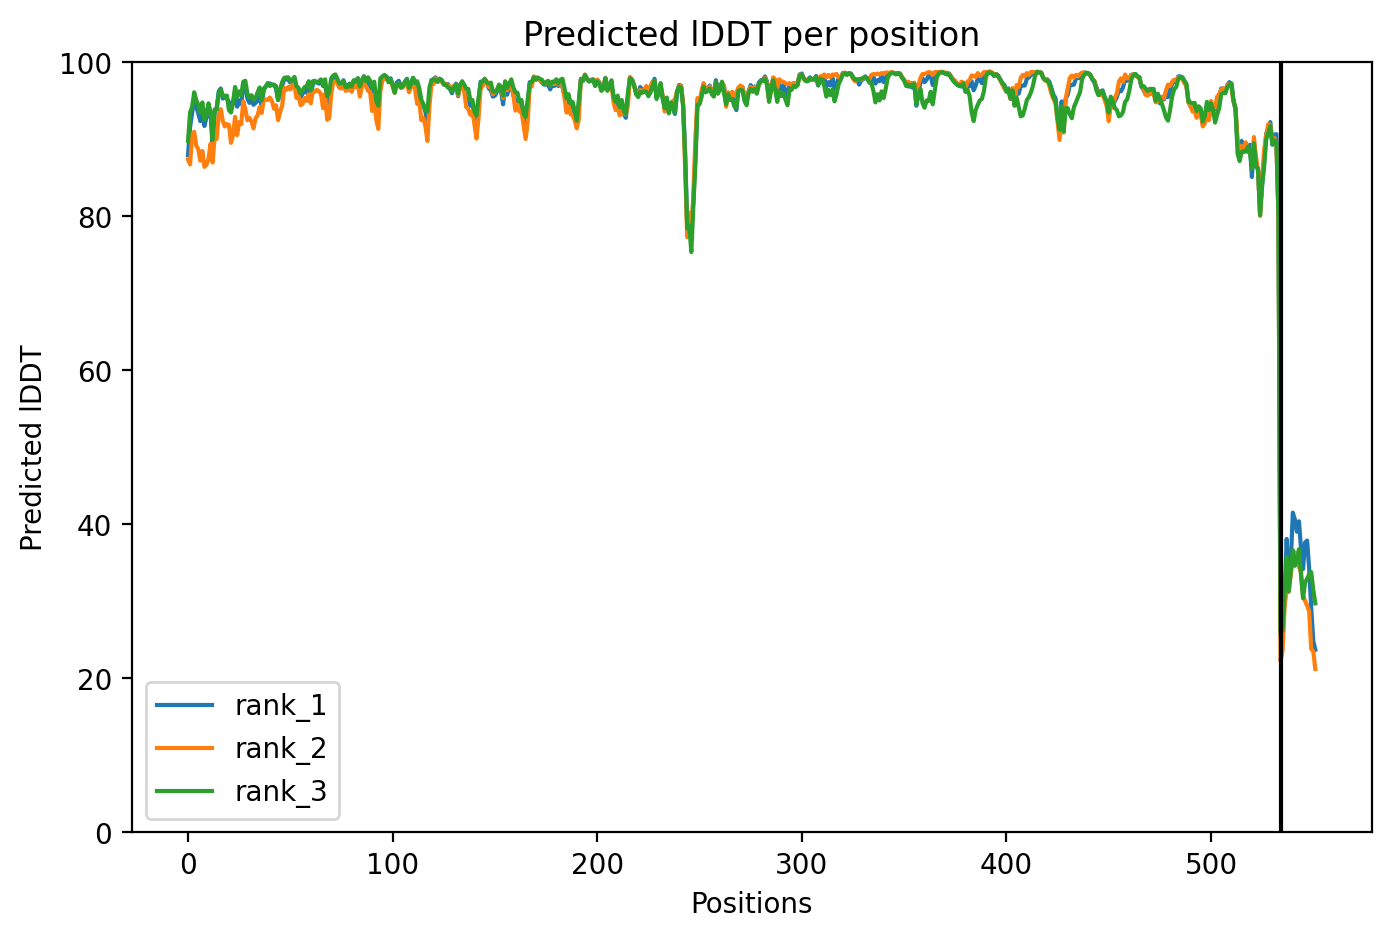 Predicted lDDT per position
100
80
60
40
20
0
Predicted lDDT
rank_1
rank_2
rank_3
0 100 200 300 400 500
Positions